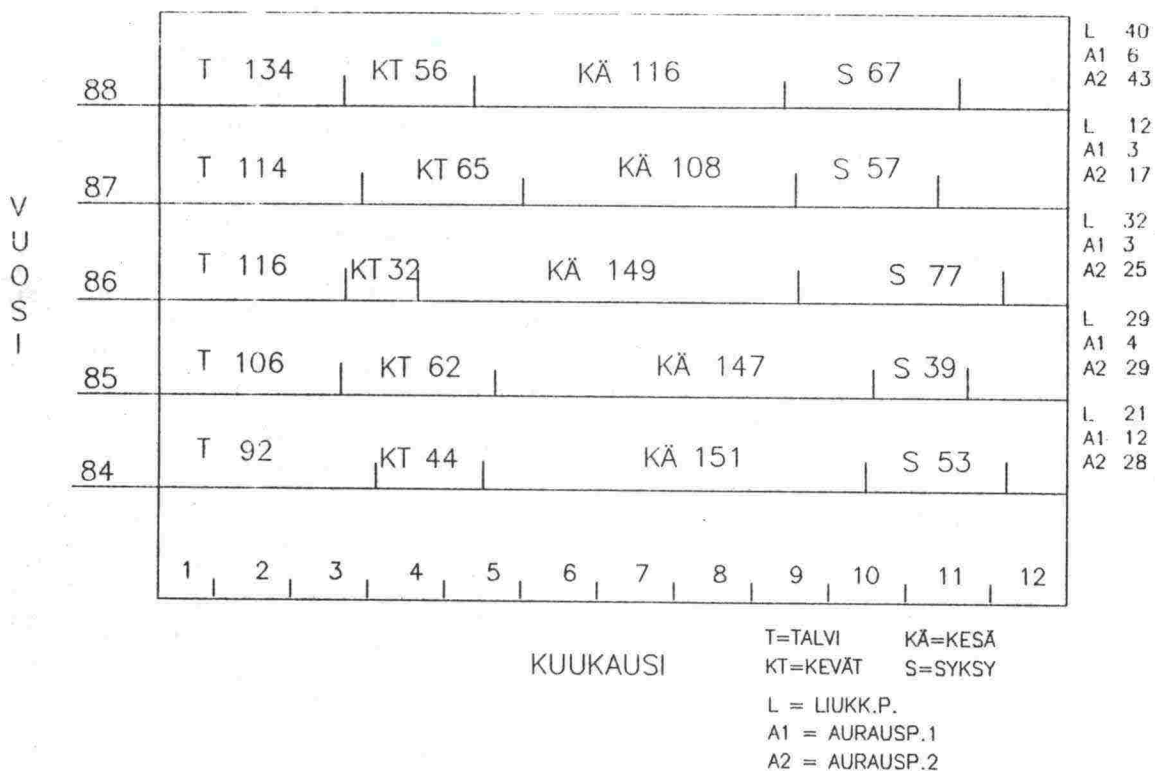 88 T 134 KT 56 KÄ 116 S 67
L 40
A1 6
A2 43
87 T 114 KT 65 KÄ 108 S 57
L 12
A1 3
A2 17
86 T 116 KT 32 KÄ 149 S 77
L 32
A1 3
A2 25
85 T 106 KT 62 KÄ 147 S 39
L 29
A1 4
A2 29
84 T 92 KT 44 KÄ 151 S 53
L 21
A1 12
A2 28
VUOSI
1 2 3 4 5 6 7 8 9 10 11 12
KUUKAUSI
T=TALVI KÄ=KESÄ
KT=KEVÄT S=SYKSY
L = LIUKK.P.
A1 = AURAUSP.1
A2 = AURAUSP.2